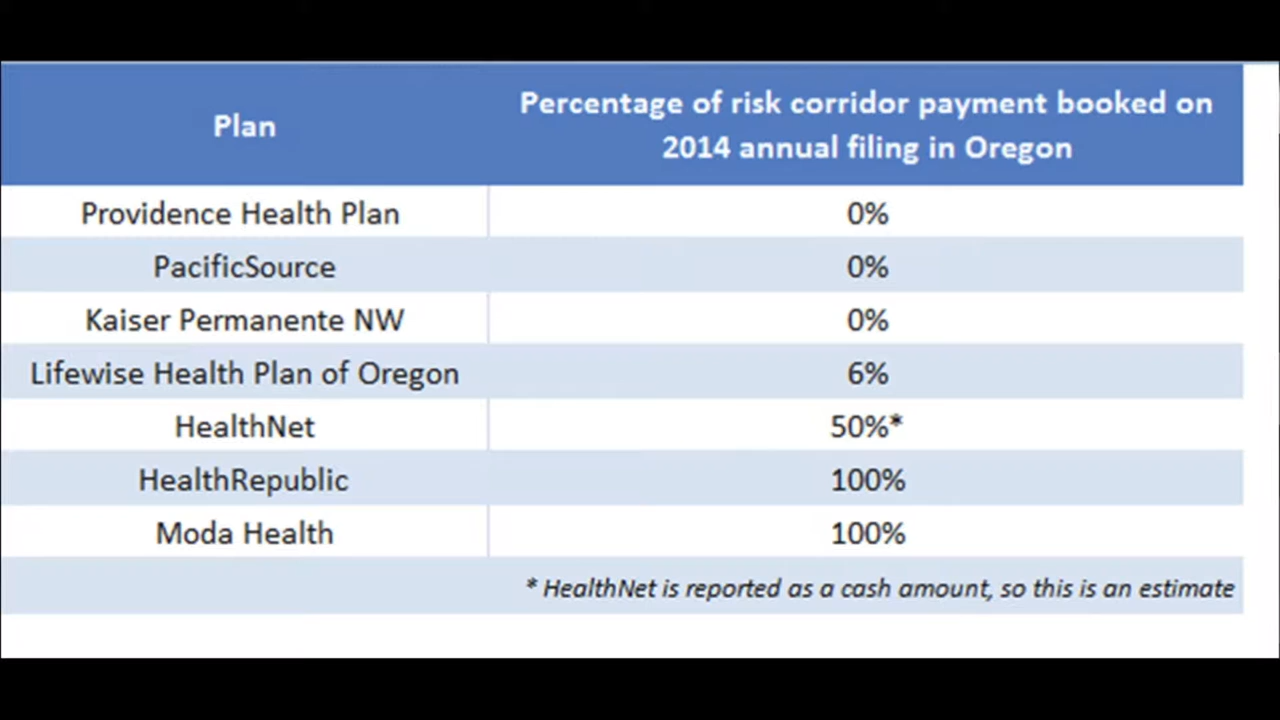 Plan
Percentage of risk corridor payment booked on
2014 annual filing in Oregon
Providence Health Plan 0%
PacificSource 0%
Kaiser Permanente NW 0%
Lifewise Health Plan of Oregon 6%
HealthNet 50%*
HealthRepublic 100%
Moda Health 100%
* HealthNet is reported as a cash amount, so this is an estimate